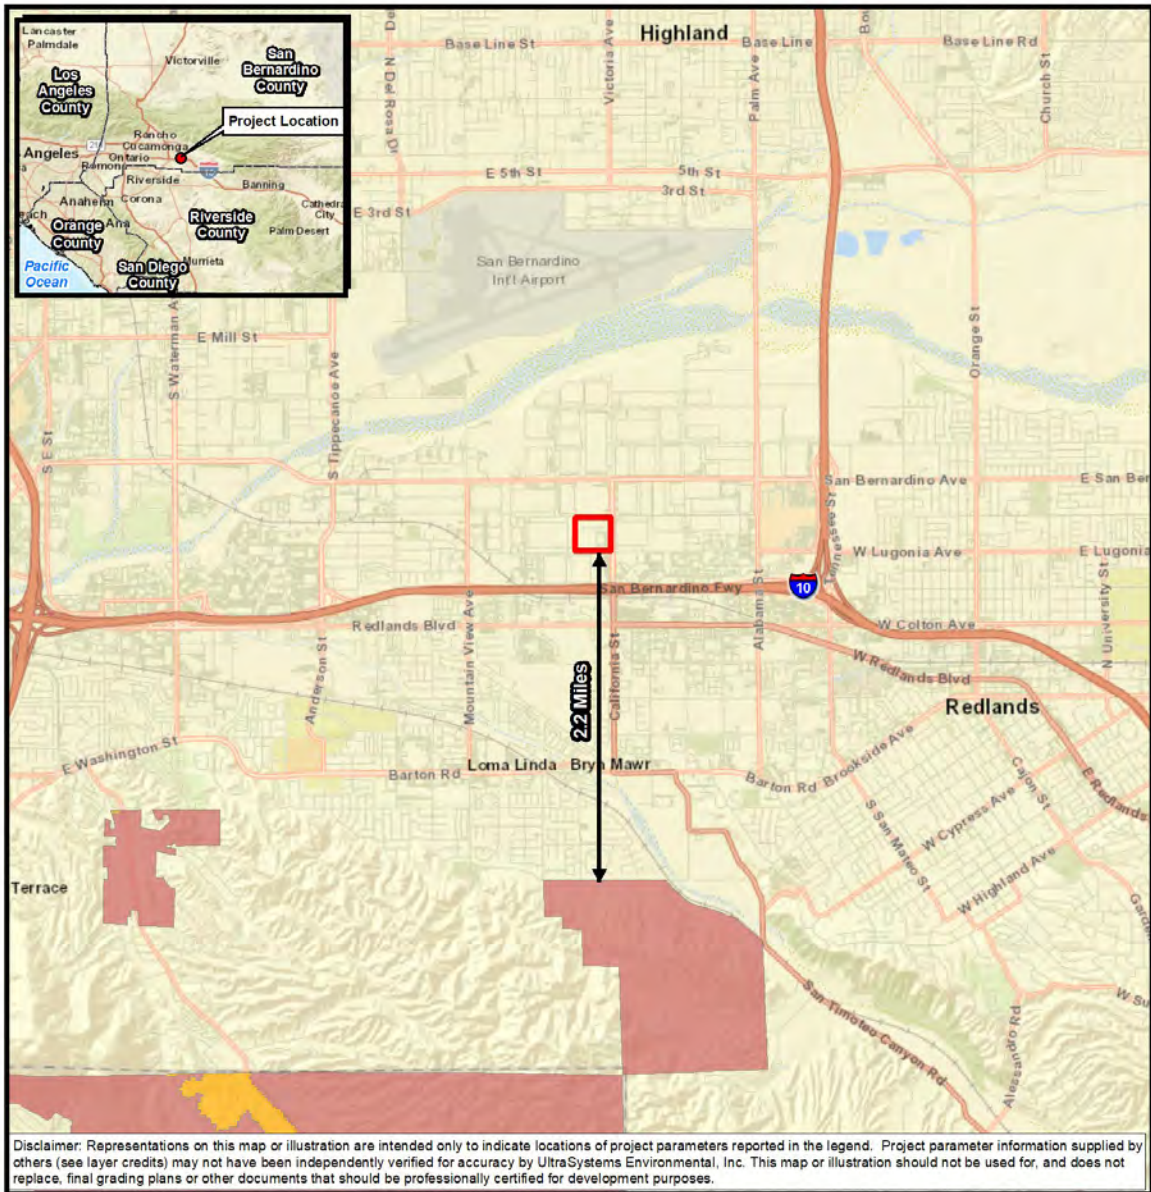 Lancaster
Palmdale
Victorville
San
Bernardino
County
Los
Angeles
County
Project Location
Rancho
Cucamonga
Angeles
Ontario
Riverside
Banning
Anaheim
Corona
Ana
Cathedral
City
Orange
County
Riverside
County
Palm Desert
Pacific
Ocean
San Diego
County
Murrieta
Highland
Base Line St
Base Line
Base Line Rd
N Del Rosa Dr
Victoria Ave
Palm Ave
Church St
E 5th St
5th St
3rd St
E 3rd St
San Bernardino
Int'l Airport
S Waterman A
E Mill St
S Tippecanoe Ave
Orange St
S E St
San Bernardino Ave
E San Ber
Tennessee St
W Lugonia Ave
E Lugonia
San Bernardino Fwy
10
Redlands Blvd
Mountain View Ave
Anderson St
California St
Alabama St
W Colton Ave
N University St
W Redlands Blvd
Redlands
2.2 Miles
E Washington St
Barton Rd
Loma Linda
Bryn Mawr
Barton Rd
Brookside Ave
Cajon St
E Redlands
S San Mateo St
W Cypress Ave
W Highland Ave
Garde
Terrace
San Timoteo Canyon Rd
Alessandro Rd
W Su
Disclaimer: Representations on this map or illustration are intended only to indicate locations of project parameters reported in the legend. Project parameter information supplied by
others (see layer credits) may not have been independently verified for accuracy by UltraSystems Environmental, Inc. This map or illustration should not be used for, and does not
replace, final grading plans or other documents that should be professionally certified for development purposes.